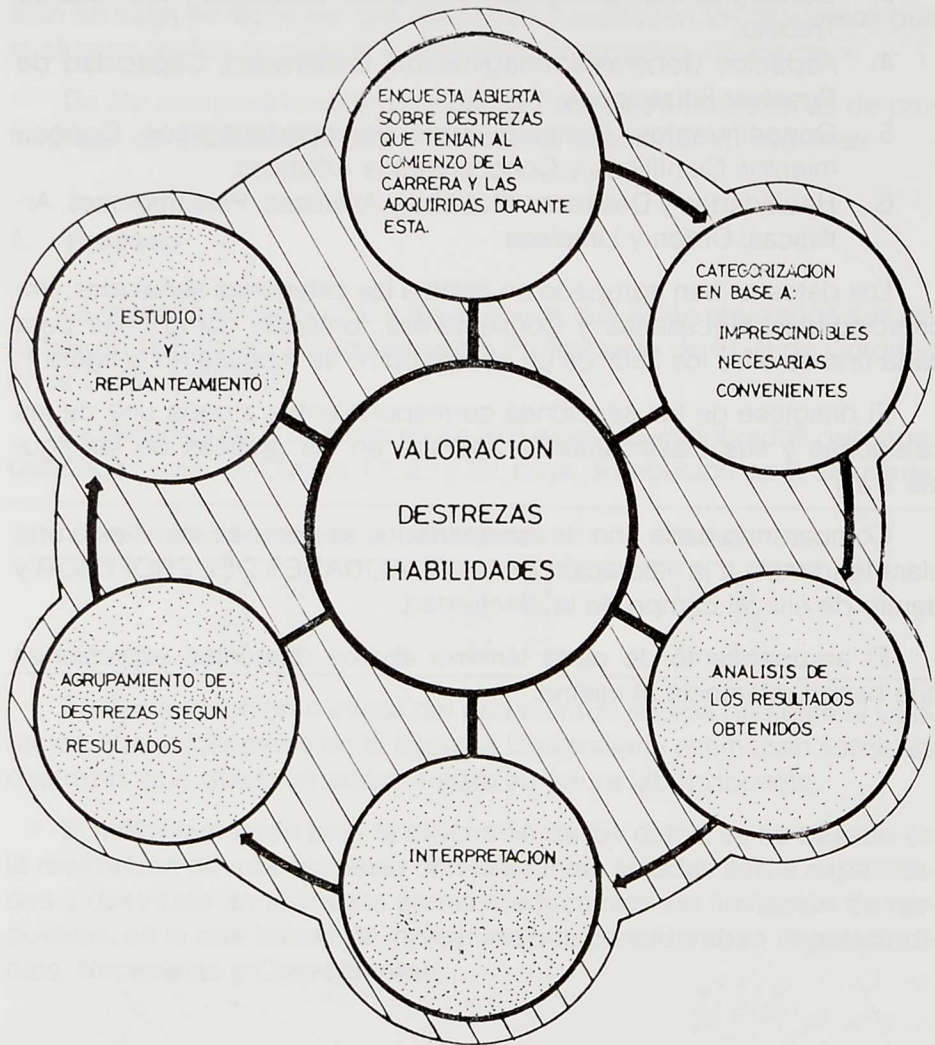 ENCUESTA ABIERTA
SOBRE DESTREZAS
QUE TENIAN AL
COMIENZO DE LA
CARRERA Y LAS
ADQUIRIDAS DURANTE
ESTA.
CATEGORIZACION
EN BASE A:
IMPRESCINDIBLES
NECESARIAS
CONVENIENTES
ANALISIS DE
LOS RESULTADOS
OBTENIDOS
INTERPRETACION
AGRUPAMIENTO DE
DESTREZAS SEGUN
RESULTADOS
ESTUDIO
Y
REPLANTEAMIENTO
VALORACION
DESTREZAS
HABILIDADES